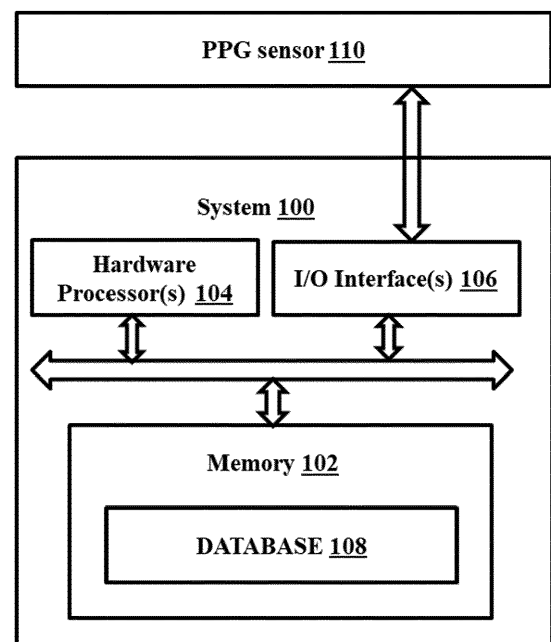 PPG sensor 110
System 100
Hardware
Processor(s) 104
I/O Interface(s) 106
Memory 102
DATABASE 108